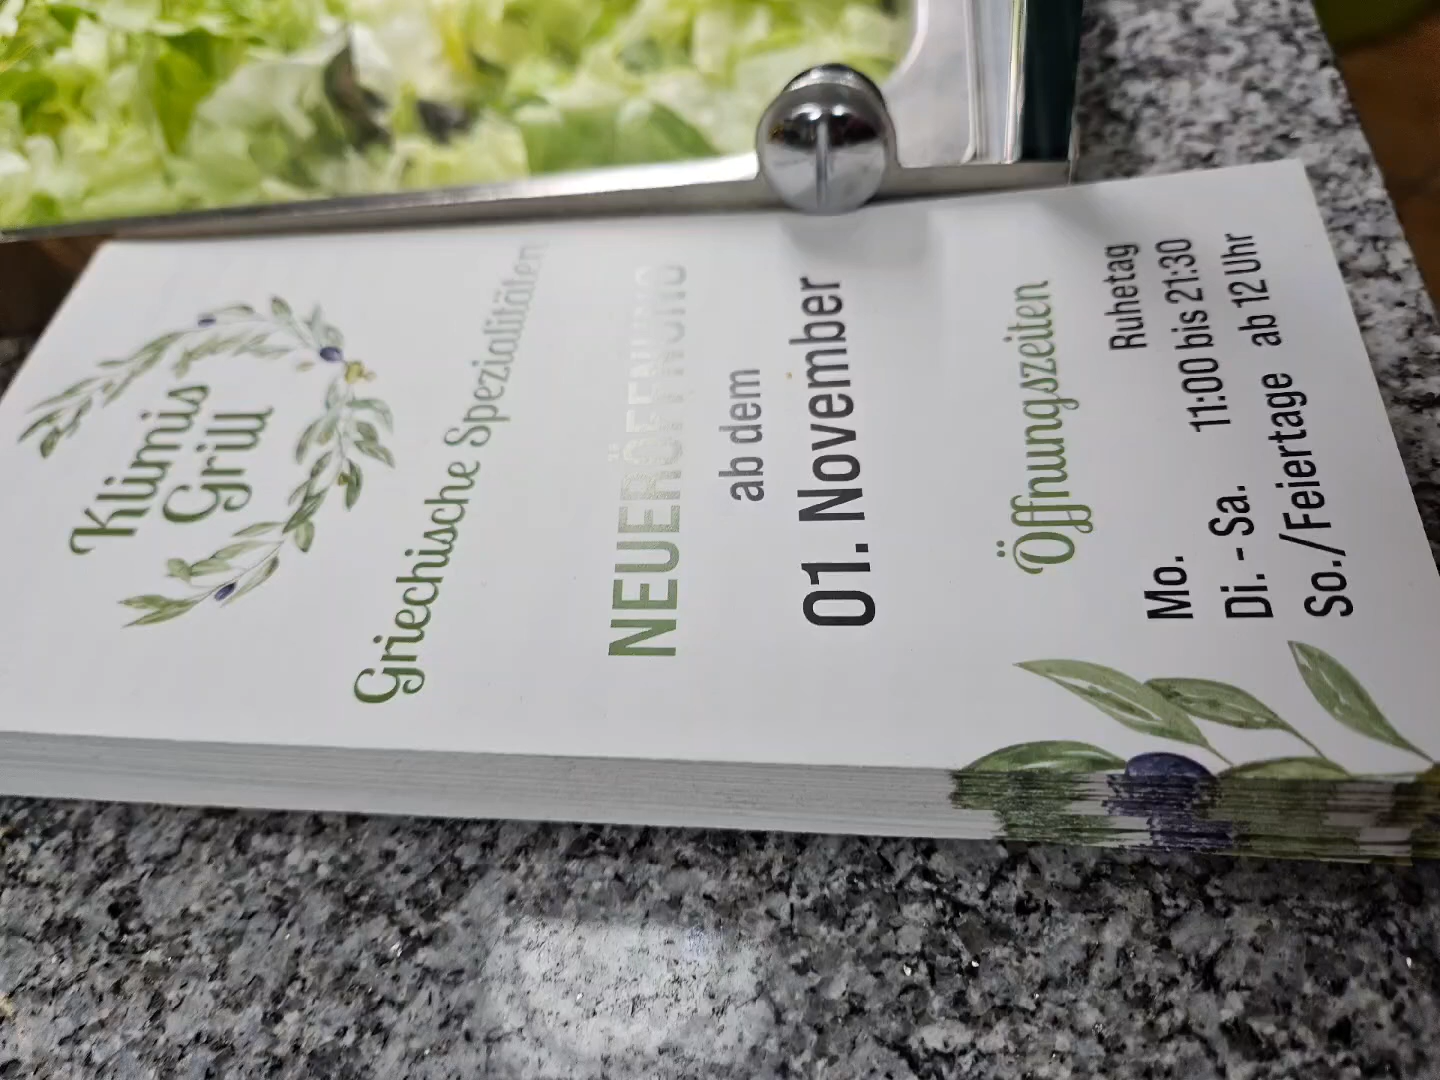 Klimis
Grill
Griechische Spezialitäten
NEUERÖFFNUNG
ab dem
01. November
Öffnungszeiten
Mo. Ruhetag
Di. - Sa. 11:00 bis 21:30
So./Feiertage ab 12 Uhr